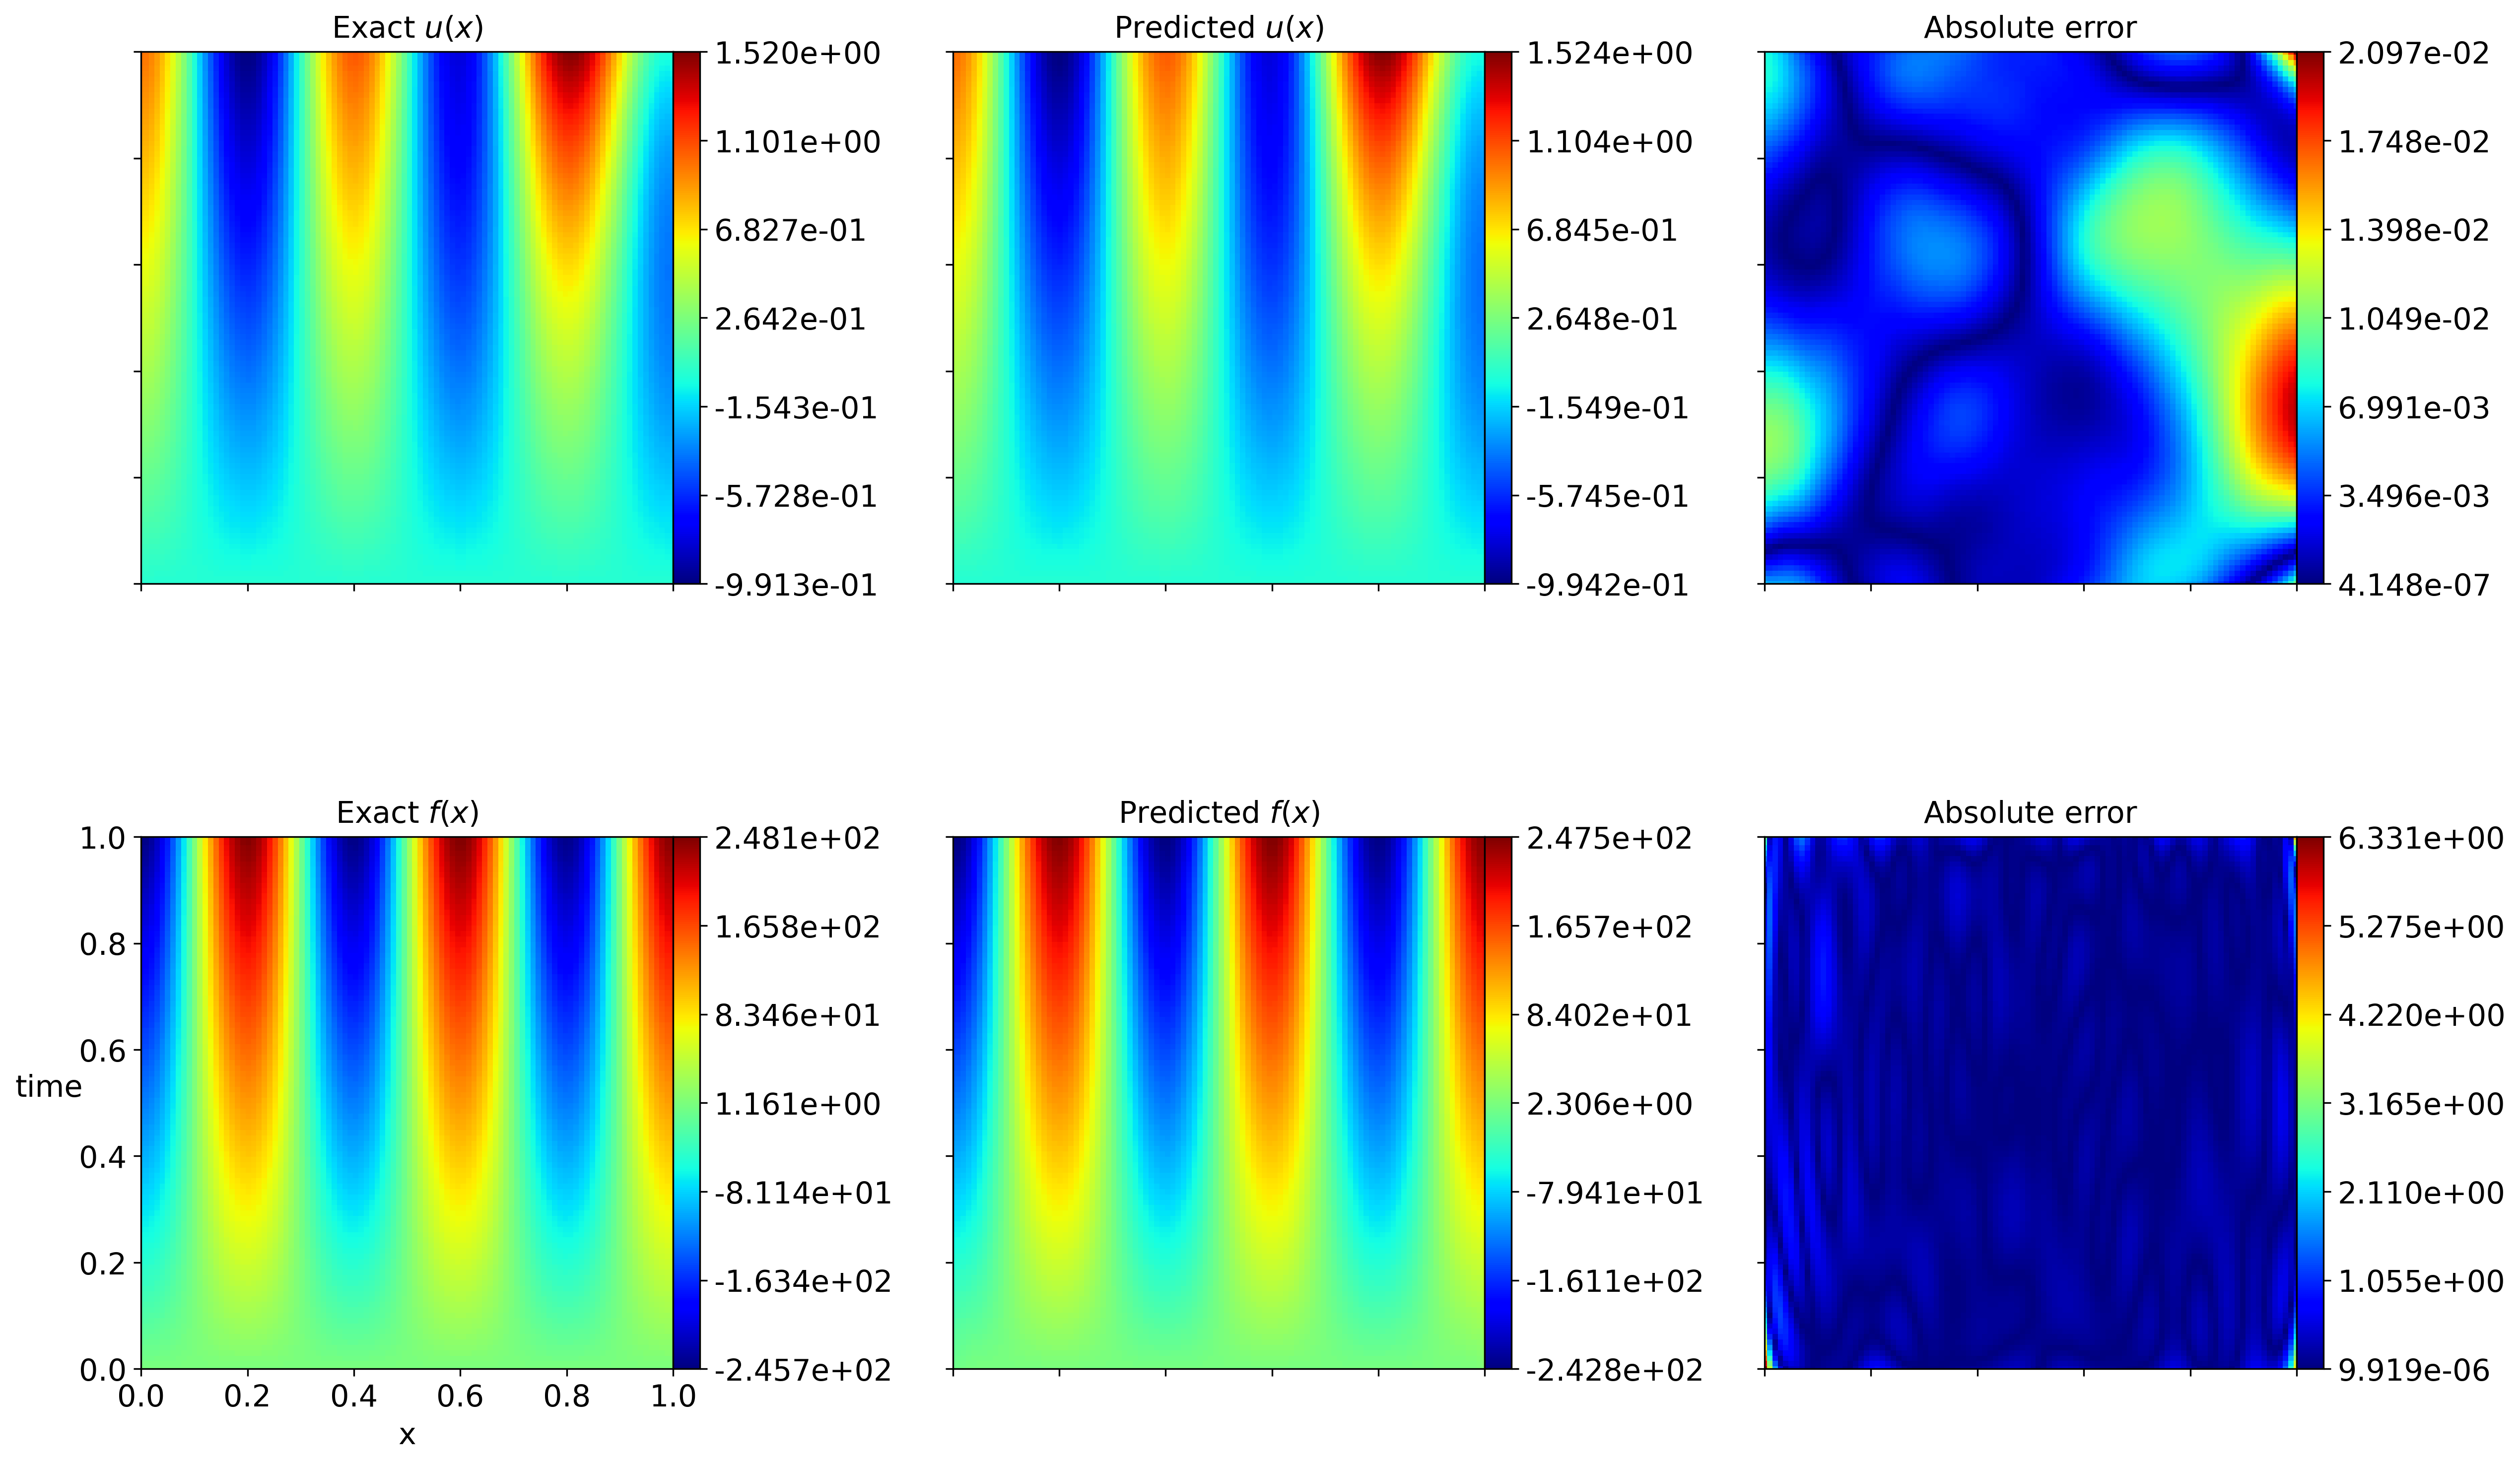 Exact u(x)
1.520e+00
1.101e+00
6.827e-01
2.642e-01
-1.543e-01
-5.728e-01
-9.913e-01
Predicted u(x)
1.524e+00
1.104e+00
6.845e-01
2.648e-01
-1.549e-01
-5.745e-01
-9.942e-01
Absolute error
2.097e-02
1.748e-02
1.398e-02
1.049e-02
6.991e-03
3.496e-03
4.148e-07
Exact f(x)
time
1.0
0.8
0.6
0.4
0.2
0.0
0.0 0.2 0.4 0.6 0.8 1.0
x
2.481e+02
1.658e+02
8.346e+01
1.161e+00
-8.114e+01
-1.634e+02
-2.457e+02
Predicted f(x)
2.475e+02
1.657e+02
8.402e+01
2.306e+00
-7.941e+01
-1.611e+02
-2.428e+02
Absolute error
6.331e+00
5.275e+00
4.220e+00
3.165e+00
2.110e+00
1.055e+00
9.919e-06